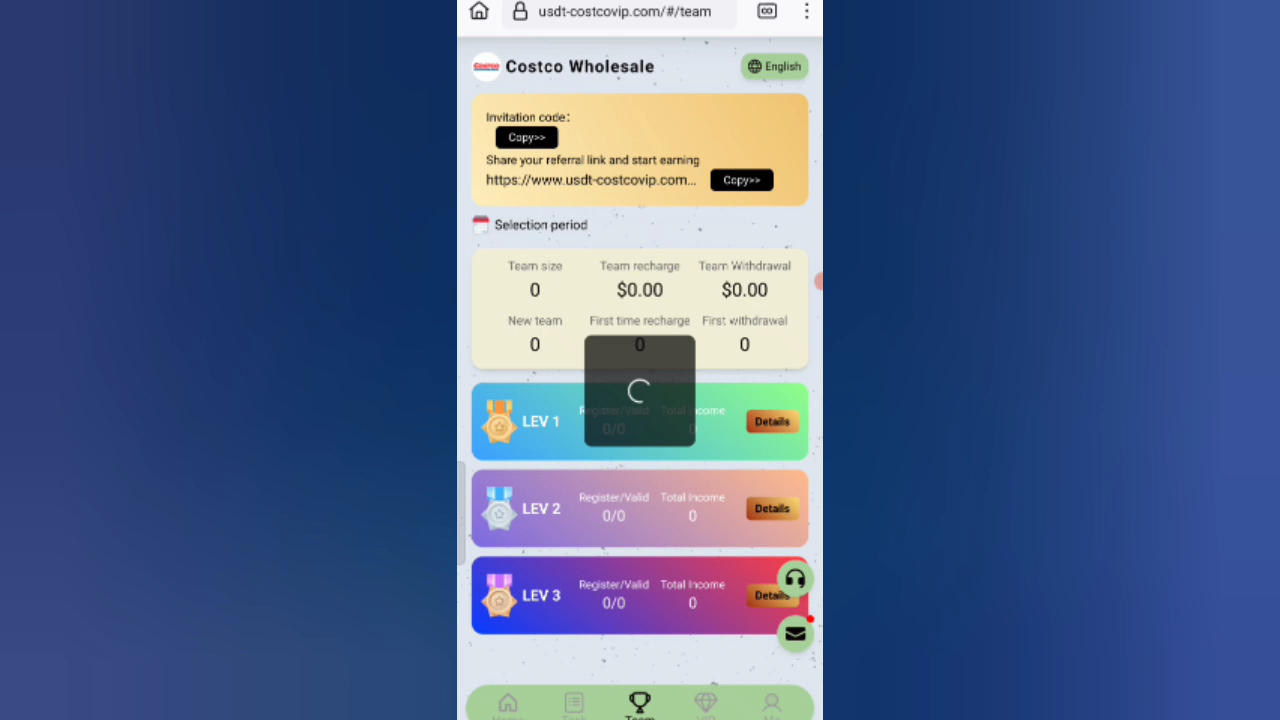 usdt-costcovip.com/#/team
COSTCO
Costco Wholesale
English
Invitation code:
Copy>>
Share your referral link and start earning
https://www.usdt-costcovip.com... Copy>>
Selection period
Team size Team recharge Team Withdrawal
0 $0.00 $0.00
New team First time recharge First withdrawal
0 0 0
Register/Valid Total Income
LEV 1 Details
0/0 0
Register/Valid Total Income
LEV 2 Details
0/0 0
Register/Valid Total Income
LEV 3 Details
0/0 0
Team
VIP